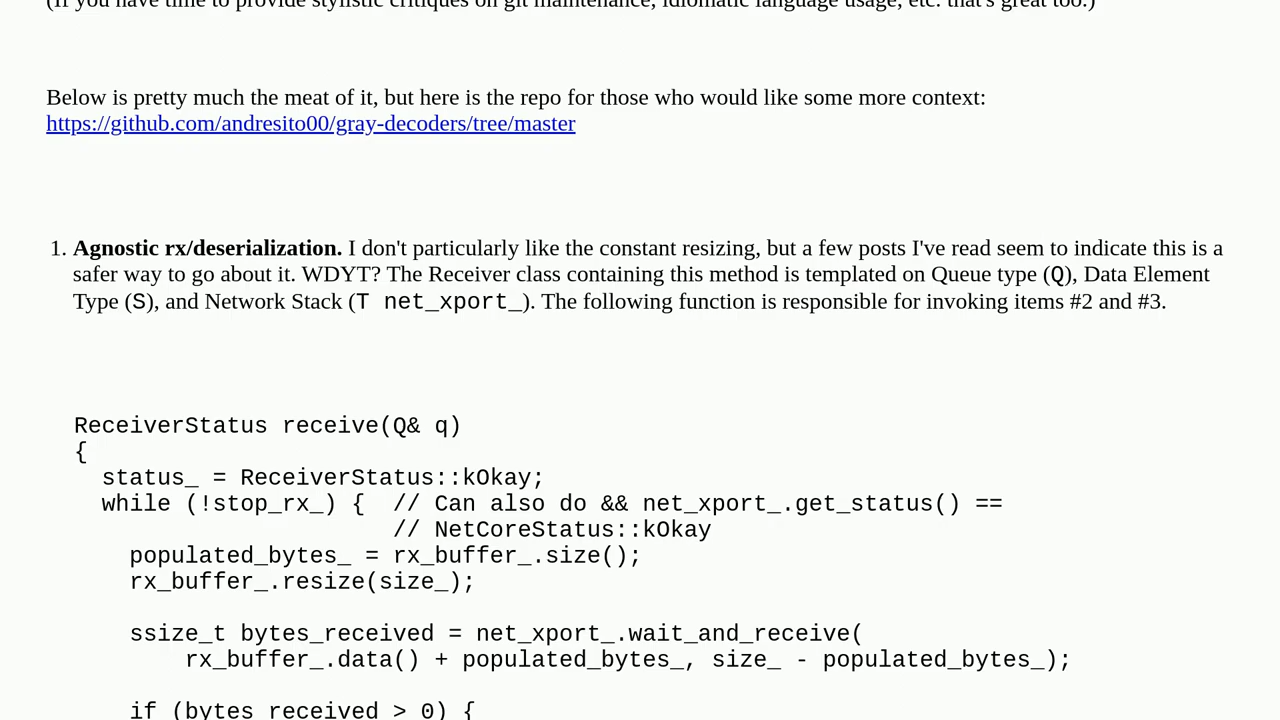 (If you have time to provide stylistic critiques on git maintenance, idiomatic language usage, etc. that's great too.)
Below is pretty much the meat of it, but here is the repo for those who would like some more context:
https://github.com/andresito00/gray-decoders/tree/master
1. Agnostic rx/deserialization. I don't particularly like the constant resizing, but a few posts I've read seem to indicate this is a
safer way to go about it. WDYT? The Receiver class containing this method is templated on Queue type (Q), Data Element
Type (S), and Network Stack (T net_xport_). The following function is responsible for invoking items #2 and #3.
ReceiverStatus receive(Q& q)
{
  status_ = ReceiverStatus::kOkay;
  while (!stop_rx_) {  // Can also do && net_xport_.get_status() ==
                       // NetCoreStatus::kOkay
    populated_bytes_ = rx_buffer_.size();
    rx_buffer_.resize(size_);
    ssize_t bytes_received = net_xport_.wait_and_receive(
        rx_buffer_.data() + populated_bytes_, size_ - populated_bytes_);
    if (bytes_received > 0) {